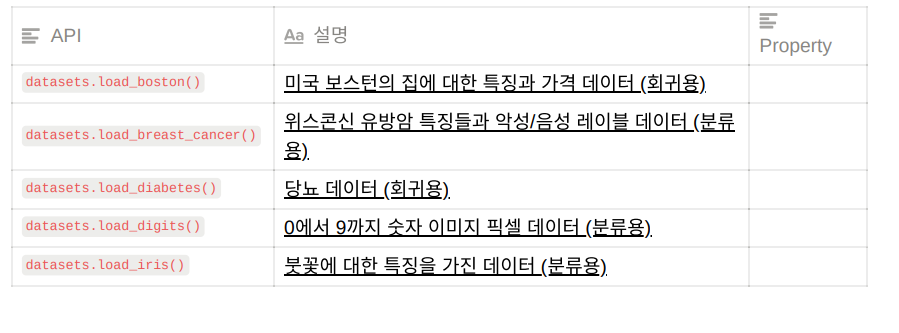 API
Aa 설명
Property
datasets.load_boston()
미국 보스턴의 집에 대한 특징과 가격 데이터 (회귀용)
datasets.load_breast_cancer()
위스콘신 유방암 특징들과 악성/음성 레이블 데이터 (분류
용)
datasets.load_diabetes()
당뇨 데이터 (회귀용)
datasets.load_digits()
0에서 9까지 숫자 이미지 픽셀 데이터 (분류용)
datasets.load_iris()
붓꽃에 대한 특징을 가진 데이터 (분류용)